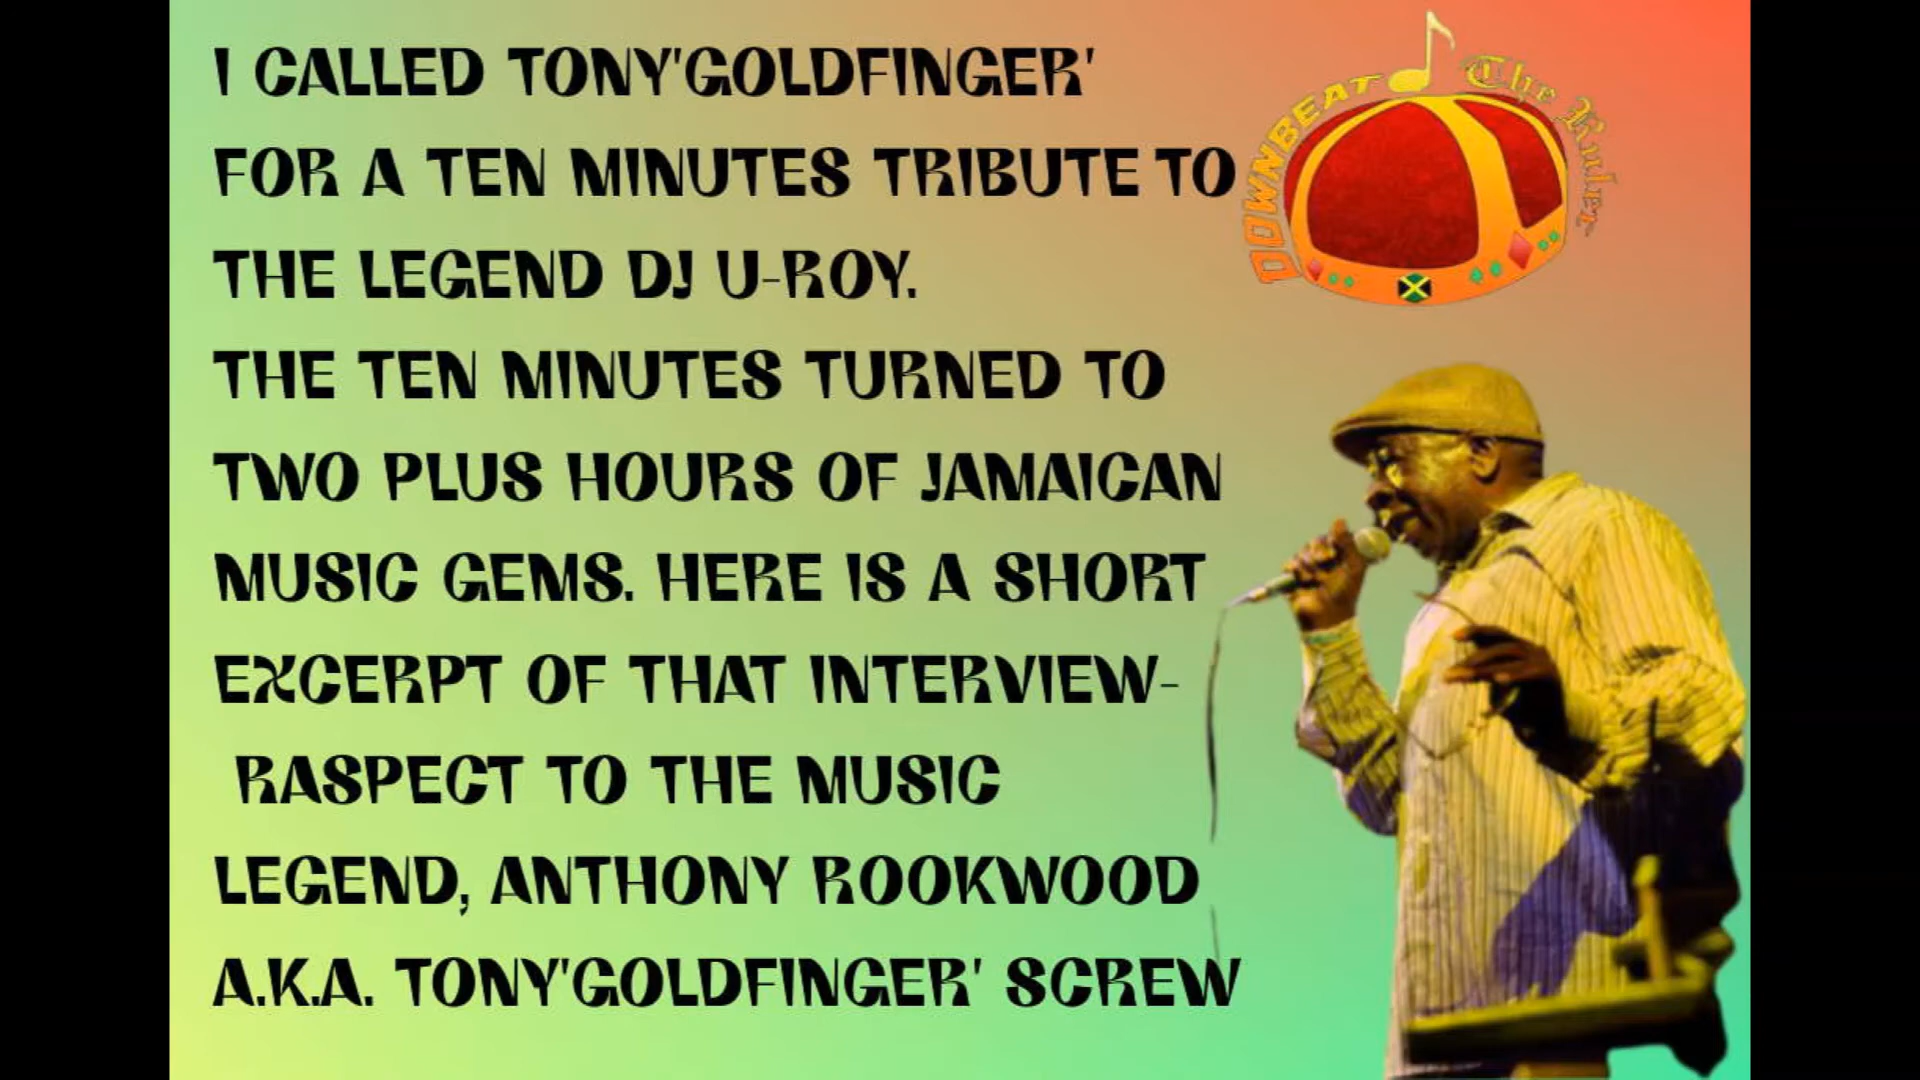 I CALLED TONY'GOLDFINGER'
FOR A TEN MINUTES TRIBUTE TO
THE LEGEND DJ U-ROY.
THE TEN MINUTES TURNED TO
TWO PLUS HOURS OF JAMAICAN
MUSIC GEMS. HERE IS A SHORT
EXCERPT OF THAT INTERVIEW-
RASPECT TO THE MUSIC
LEGEND, ANTHONY ROOKWOOD
A.K.A. TONY'GOLDFINGER' SCREW
DOWNBEAT The Ruler